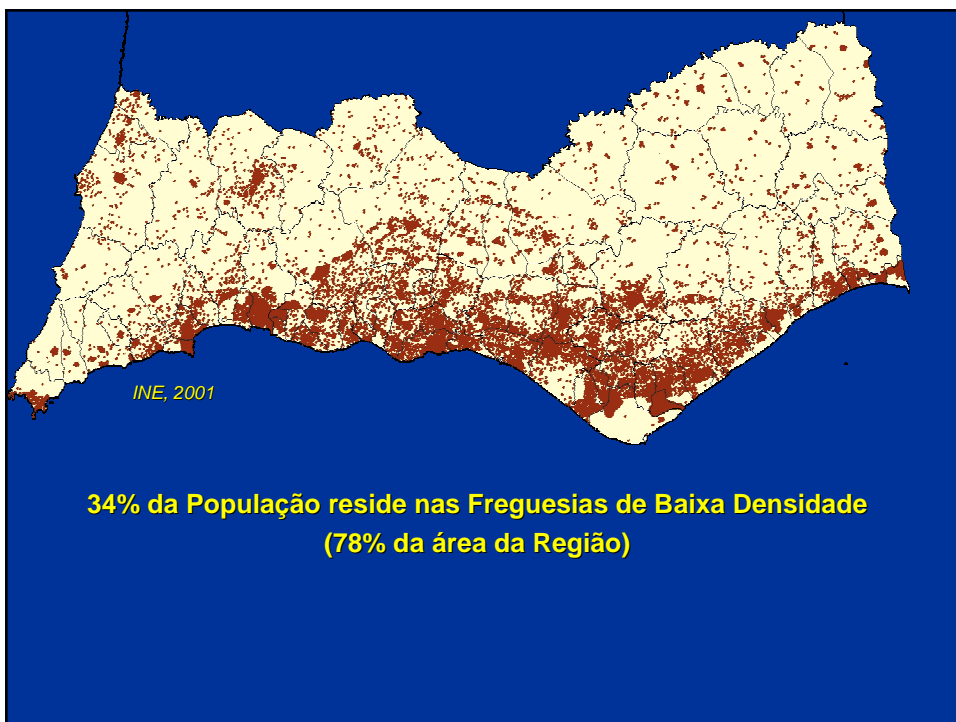 INE, 2001
34% da População reside nas Freguesias de Baixa Densidade
(78% da área da Região)